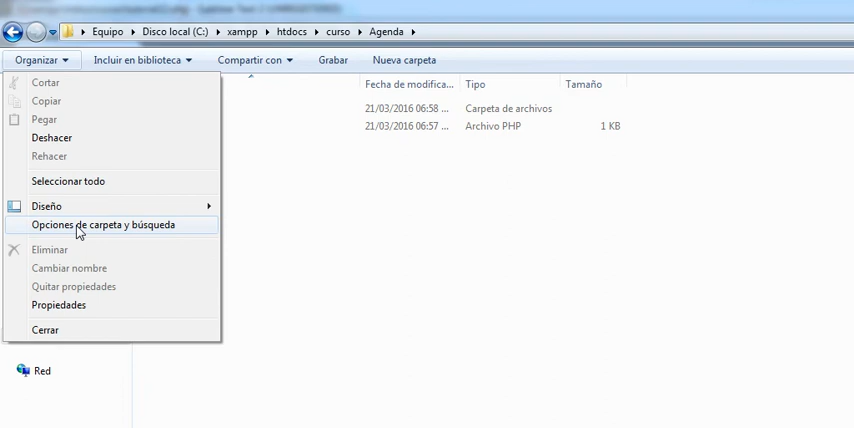 Equipo ▸ Disco local (C:) ▸ xampp ▸ htdocs ▸ curso ▸ Agenda ▸
Organizar ▼ Incluir en biblioteca ▼ Compartir con ▼ Grabar Nueva carpeta
Fecha de modifica... Tipo Tamaño
21/03/2016 06:58 ... Carpeta de archivos
21/03/2016 06:57 ... Archivo PHP 1 KB
Cortar
Copiar
Pegar
Deshacer
Rehacer
Seleccionar todo
Diseño
Opciones de carpeta y búsqueda
Eliminar
Cambiar nombre
Quitar propiedades
Propiedades
Cerrar
Red